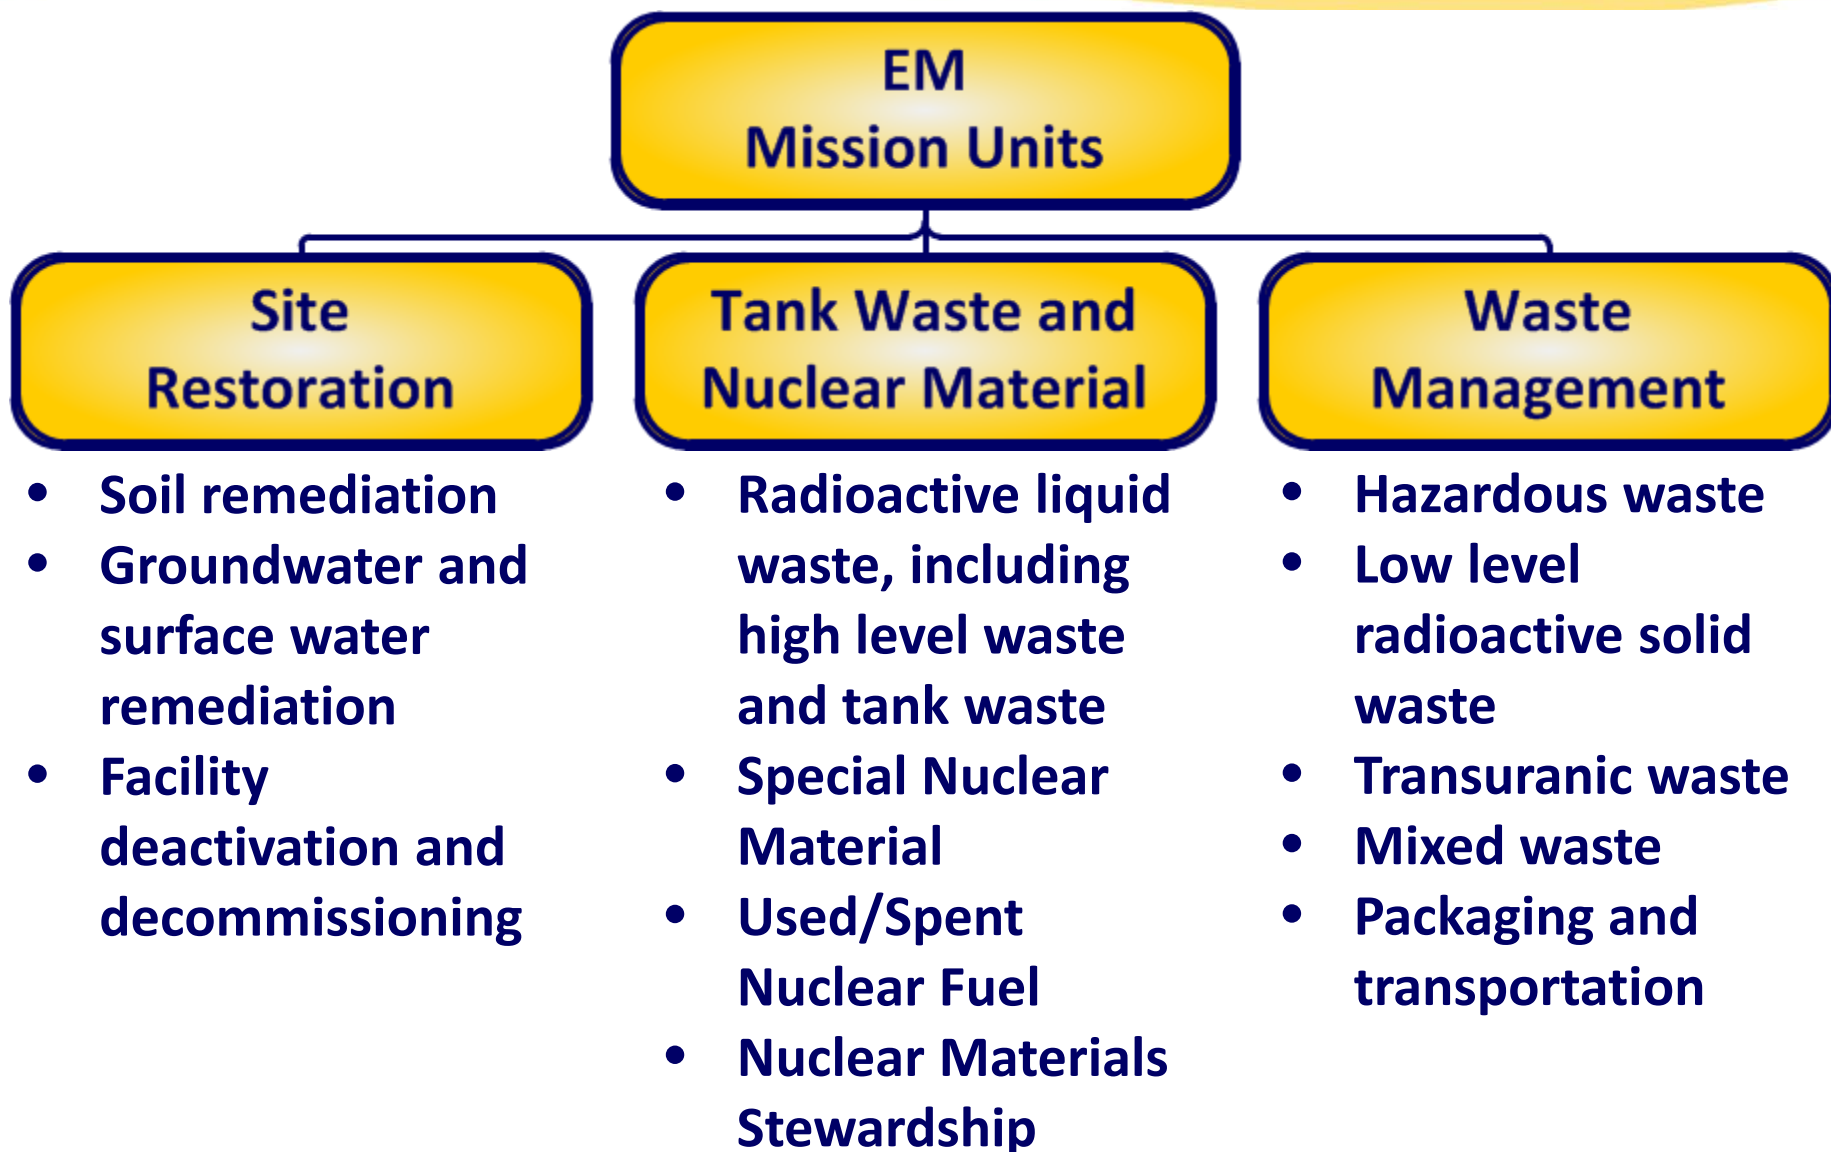 EM
Mission Units
Site
Restoration
• Soil remediation
• Groundwater and
surface water
remediation
• Facility
deactivation and
decommissioning
Tank Waste and
Nuclear Material
• Radioactive liquid
waste, including
high level waste
and tank waste
• Special Nuclear
Material
• Used/Spent
Nuclear Fuel
• Nuclear Materials
Stewardship
Waste
Management
• Hazardous waste
• Low level
radioactive solid
waste
• Transuranic waste
• Mixed waste
• Packaging and
transportation